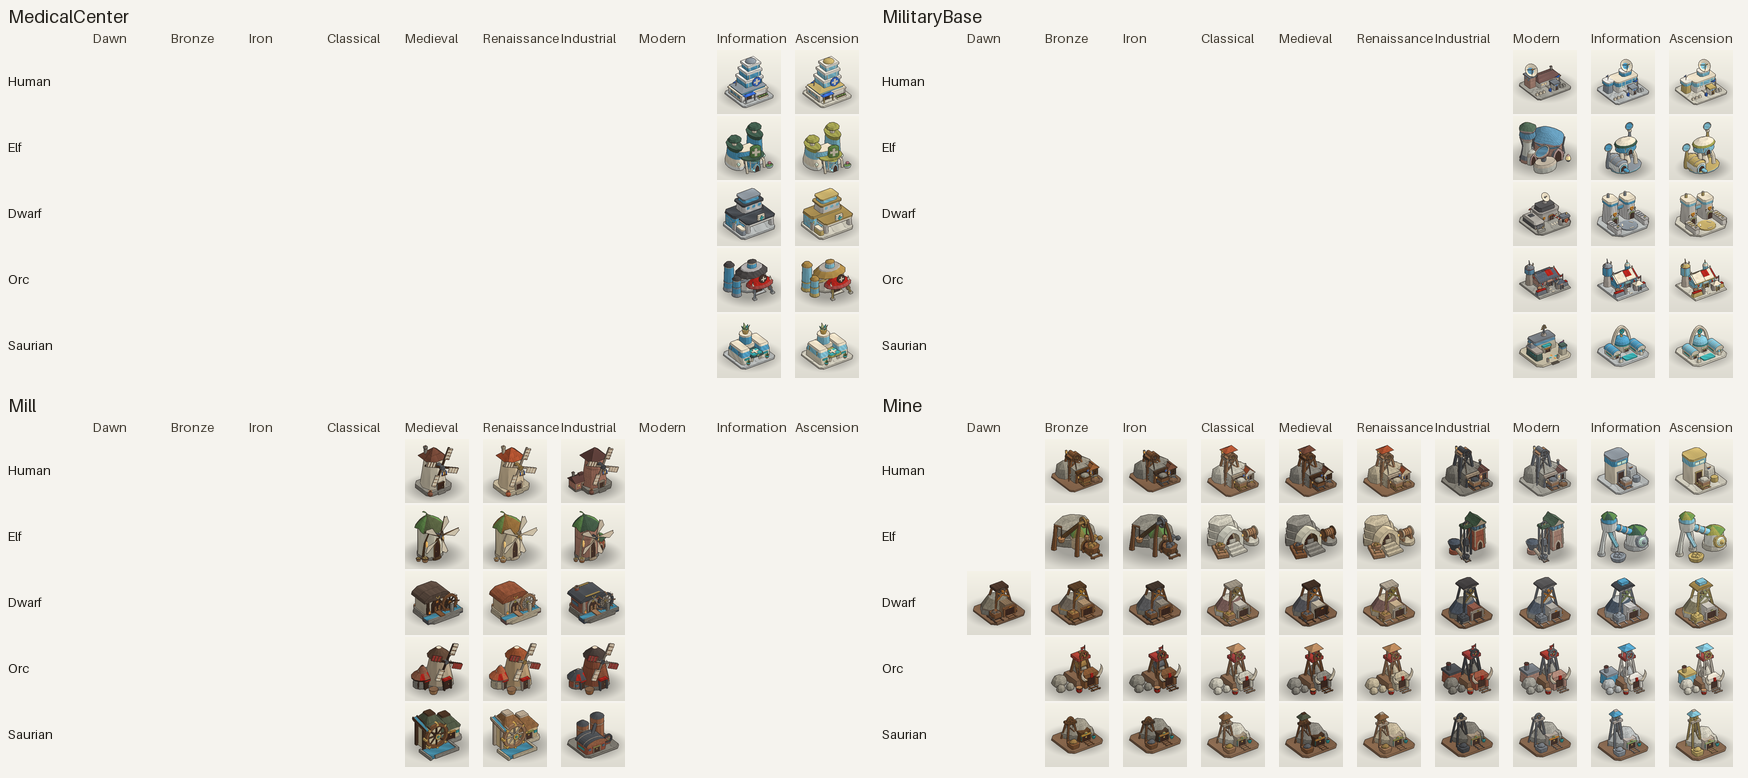 MedicalCenter
Dawn Bronze Iron Classical Medieval Renaissance Industrial Modern Information Ascension
Human
Elf
Dwarf
Orc
Saurian
MilitaryBase
Dawn Bronze Iron Classical Medieval Renaissance Industrial Modern Information Ascension
Human
Elf
Dwarf
Orc
Saurian
Mill
Dawn Bronze Iron Classical Medieval Renaissance Industrial Modern Information Ascension
Human
Elf
Dwarf
Orc
Saurian
Mine
Dawn Bronze Iron Classical Medieval Renaissance Industrial Modern Information Ascension
Human
Elf
Dwarf
Orc
Saurian